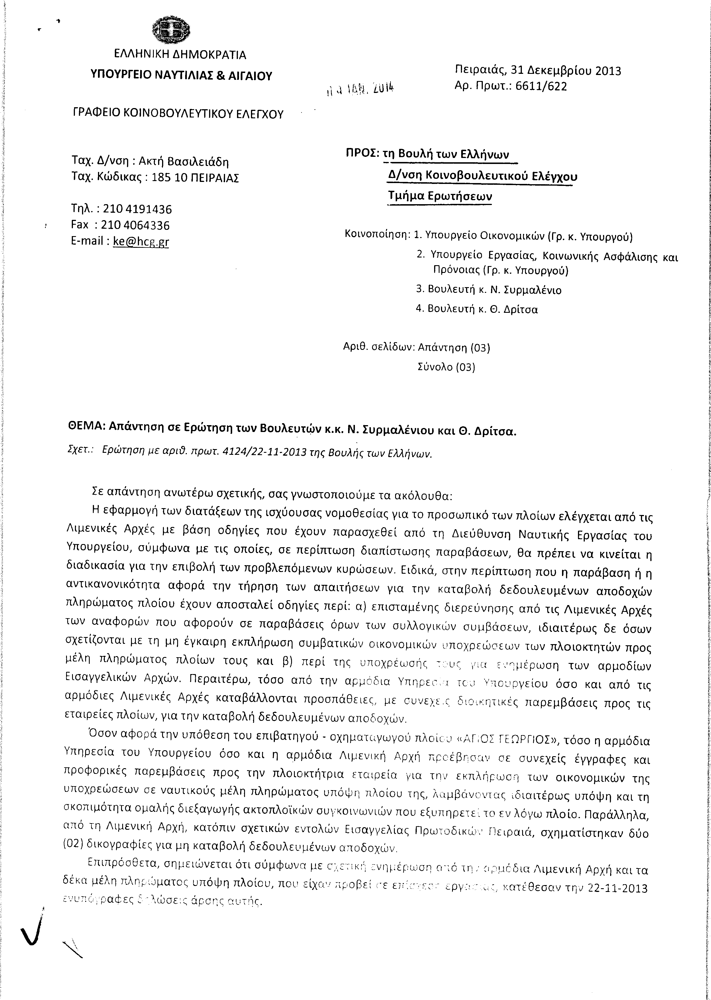 ΕΛΛΗΝΙΚΗ ΔΗΜΟΚΡΑΤΙΑ
ΥΠΟΥΡΓΕΙΟ ΝΑΥΤΙΛΙΑΣ & ΑΙΓΑΙΟΥ
Πειραιάς, 31 Δεκεμβρίου 2013
Αρ. Πρωτ.: 6611/622
ΙΑΝ. 2014
ΓΡΑΦΕΙΟ ΚΟΙΝΟΒΟΥΛΕΥΤΙΚΟΥ ΕΛΕΓΧΟΥ
Ταχ. Δ/νση : Ακτή Βασιλειάδη
Ταχ. Κώδικας : 185 10 ΠΕΙΡΑΙΑΣ
Τηλ. : 210 4191436
Fax : 210 4064336
E-mail : ke@hcg.gr
ΠΡΟΣ: τη Βουλή των Ελλήνων
Δ/νση Κοινοβουλευτικού Ελέγχου
Τμήμα Ερωτήσεων
Κοινοποίηση: 1. Υπουργείο Οικονομικών (Γρ. κ. Υπουργού)
2. Υπουργείο Εργασίας, Κοινωνικής Ασφάλισης και
Πρόνοιας (Γρ. κ. Υπουργού)
3. Βουλευτή κ. Ν. Συρμαλένιο
4. Βουλευτή κ. Θ. Δρίτσα
Αριθ. σελίδων: Απάντηση (03)
Σύνολο (03)
ΘΕΜΑ: Απάντηση σε Ερώτηση των Βουλευτών κ.κ. Ν. Συρμαλένιου και Θ. Δρίτσα.
Σχετ.: Ερώτηση με αριθ. πρωτ. 4124/22-11-2013 της Βουλής των Ελλήνων.
Σε απάντηση ανωτέρω σχετικής, σας γνωστοποιούμε τα ακόλουθα:
Η εφαρμογή των διατάξεων της ισχύουσας νομοθεσίας για το προσωπικό των πλοίων ελέγχεται από τις
Λιμενικές Αρχές με βάση οδηγίες που έχουν παρασχεθεί από τη Διεύθυνση Ναυτικής Εργασίας του
Υπουργείου, σύμφωνα με τις οποίες, σε περίπτωση διαπίστωσης παραβάσεων, θα πρέπει να κινείται η
διαδικασία για την επιβολή των προβλεπόμενων κυρώσεων. Ειδικά, στην περίπτωση που η παράβαση ή η
αντικανονικότητα αφορά την τήρηση των απαιτήσεων για την καταβολή δεδουλευμένων αποδοχών
πληρώματος πλοίου έχουν αποσταλεί οδηγίες περί: α) επισταμένης διερεύνησης από τις Λιμενικές Αρχές
των αναφορών που αφορούν σε παραβάσεις όρων των συλλογικών συμβάσεων, ιδιαιτέρως δε όσων
σχετίζονται με τη μη έγκαιρη εκπλήρωση συμβατικών οικονομικών υποχρεώσεων των πλοιοκτητών προς
μέλη πληρώματος πλοίων τους και β) περί της υποχρέωσής τους για ενημέρωση των αρμοδίων
Εισαγγελικών Αρχών. Περαιτέρω, τόσο από την αρμόδια Υπηρεσία του Υπουργείου όσο και από τις
αρμόδιες Λιμενικές Αρχές καταβάλλονται προσπάθειες, με συνεχείς διοικητικές παρεμβάσεις προς τις
εταιρείες πλοίων, για την καταβολή δεδουλευμένων αποδοχών.
Όσον αφορά την υπόθεση του επιβατηγού - οχηματαγωγού πλοίου «ΑΓΙΟΣ ΓΕΩΡΓΙΟΣ», τόσο η αρμόδια
Υπηρεσία του Υπουργείου όσο και η αρμόδια Λιμενική Αρχή προέβησαν σε συνεχείς έγγραφες και
προφορικές παρεμβάσεις προς την πλοιοκτήτρια εταιρεία για την εκπλήρωση των οικονομικών της
υποχρεώσεων σε ναυτικούς μέλη πληρώματος υπόψη πλοίου της, λαμβάνοντας ιδιαιτέρως υπόψη και τη
σκοπιμότητα ομαλής διεξαγωγής ακτοπλοϊκών συγκοινωνιών που εξυπηρετεί το εν λόγω πλοίο. Παράλληλα,
από τη Λιμενική Αρχή, κατόπιν σχετικών εντολών Εισαγγελίας Πρωτοδικών Πειραιά, σχηματίστηκαν δύο
(02) δικογραφίες για μη καταβολή δεδουλευμένων αποδοχών.
Επιπρόσθετα, σημειώνεται ότι σύμφωνα με σχετική ενημέρωση από την αρμόδια Λιμενική Αρχή και τα
δέκα μέλη πληρώματος υπόψη πλοίου, που είχαν προβεί σε επίσχεση εργασίας, κατέθεσαν την 22-11-2013
ενυπόγραφες δηλώσεις άρσης αυτής.